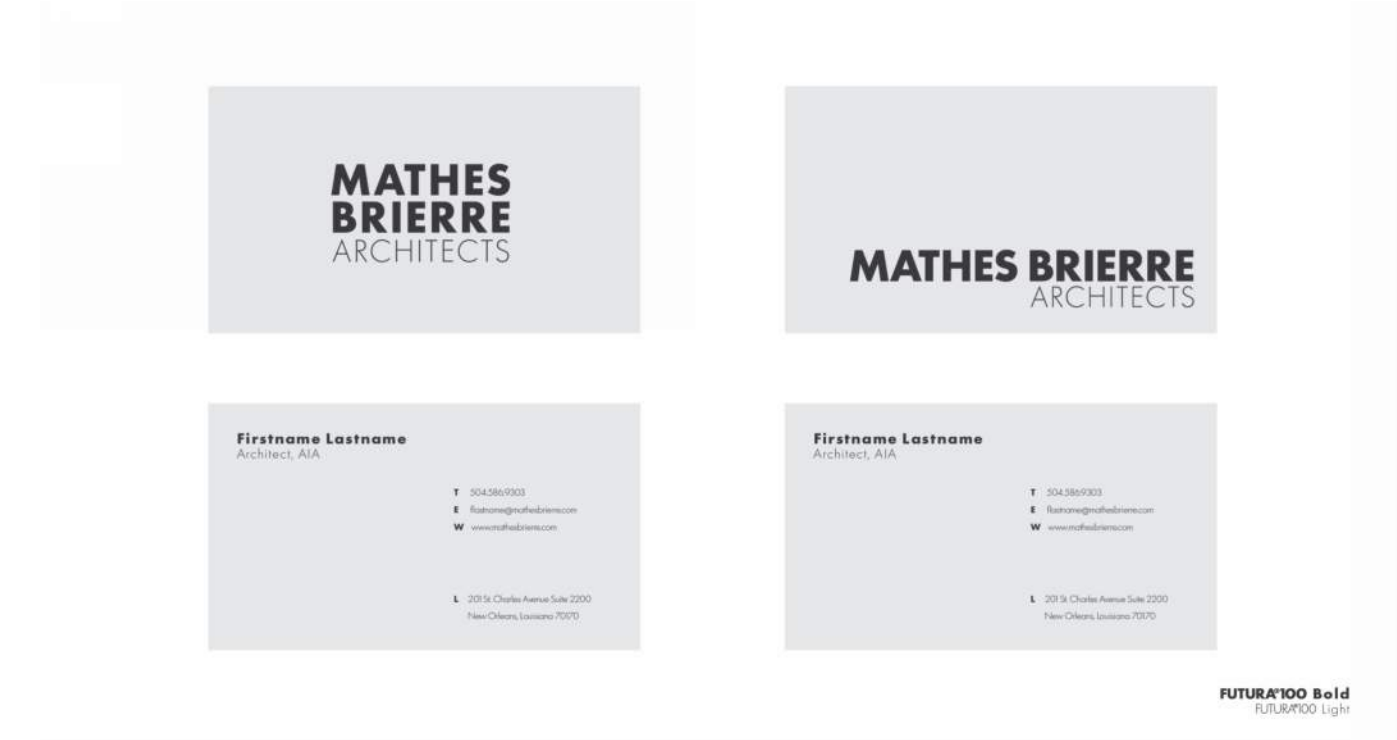 MATHES
BRIERRE
ARCHITECTS
MATHES BRIERRE
ARCHITECTS
Firstname Lastname
Architect, AIA
T 504.586.9303
E flastname@mathesbrierre.com
W www.mathesbrierre.com
L 201 St. Charles Avenue Suite 2200
New Orleans, Louisiana 70170
Firstname Lastname
Architect, AIA
T 504.586.9303
E flastname@mathesbrierre.com
W www.mathesbrierre.com
L 201 St. Charles Avenue Suite 2200
New Orleans, Louisiana 70170
FUTURA®100 Bold
FUTURA®100 Light